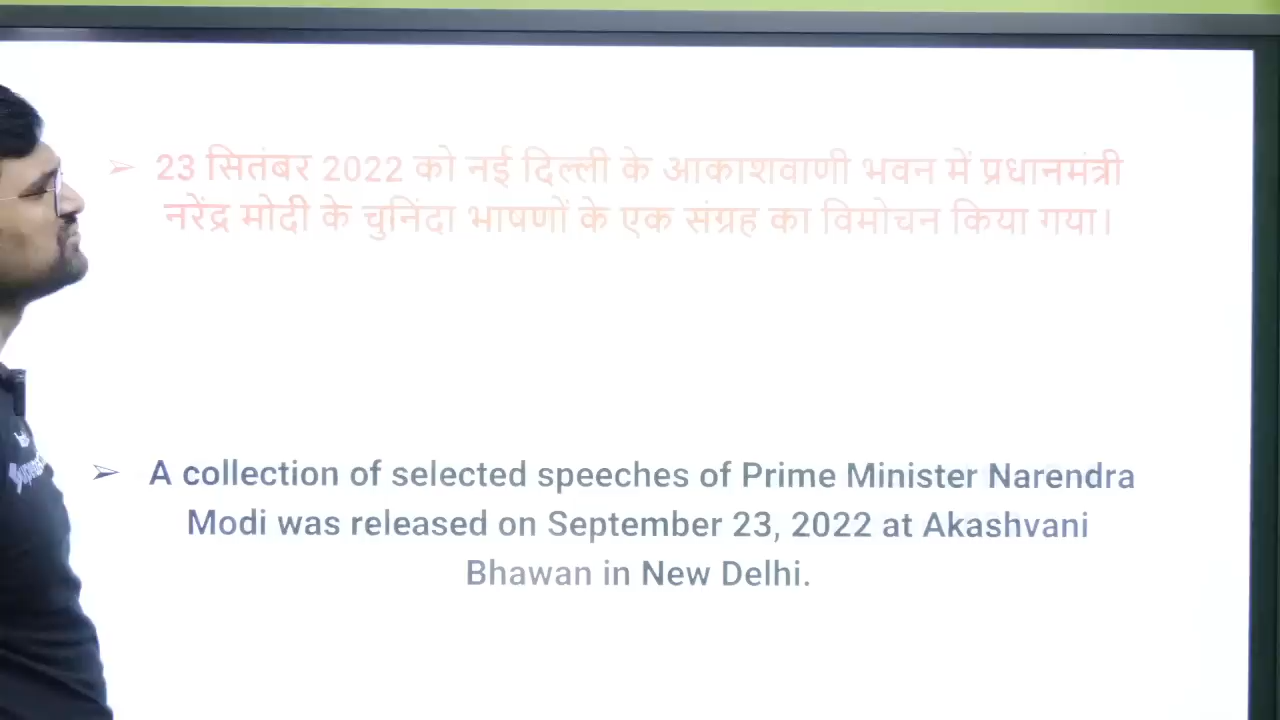 ➢ 23 सितंबर 2022 को नई दिल्ली के आकाशवाणी भवन में प्रधानमंत्री
नरेंद्र मोदी के चुनिंदा भाषणों के एक संग्रह का विमोचन किया गया।
➢ A collection of selected speeches of Prime Minister Narendra
Modi was released on September 23, 2022 at Akashvani
Bhawan in New Delhi.